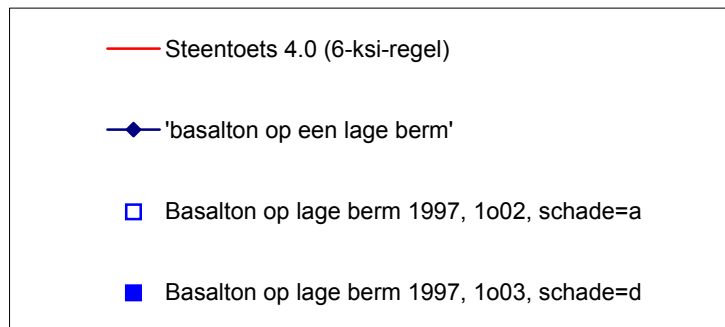 Steentoets 4.0 (6-ksi-regel)
'basalton op een lage berm'
Basalton op lage berm 1997, 1o02, schade=a
Basalton op lage berm 1997, 1o03, schade=d